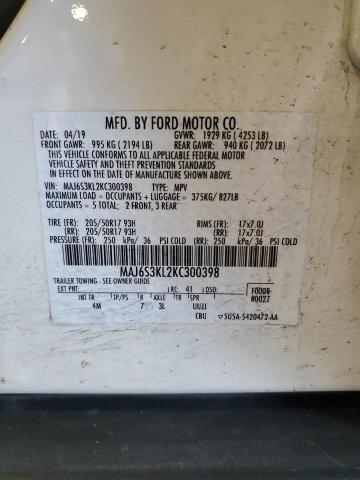 MFD. BY FORD MOTOR CO.
DATE: 04/19 GVWR: 1929 KG ( 4253 LB)
FRONT GAWR: 995 KG ( 2194 LB) REAR GAWR: 940 KG ( 2072 LB)
THIS VEHICLE CONFORMS TO ALL APPLICABLE FEDERAL MOTOR
VEHICLE SAFETY AND THEFT PREVENTION STANDARDS
IN EFFECT ON THE DATE OF MANUFACTURE SHOWN ABOVE.
VIN: MAJ6S3KL2KC300398 TYPE: MPV
MAXIMUM LOAD = OCCUPANTS + LUGGAGE = 375KG/ 827LB
OCCUPANTS = 5 TOTAL; 2 FRONT, 3 REAR
TIRE (FR) 205/50R17 93H RIMS (FR) 17x7.0J
(RR) 205/50R17 93H (RR) 17x7.0J
PRESSURE (FR) 250 kPa/ 36 PSI COLD (RR) 250 kPa/ 36 PSI COLD
MAJ6S3KL2KC300398
TRAILER TOWING - SEE OWNER GUIDE
EXT PNT: RC: 41 DSO: F0008
R0027
INT TR TP/PS R AXLE TR SPR
4M 7 3L UUJJ
CBU 5U5A-5420472-AA